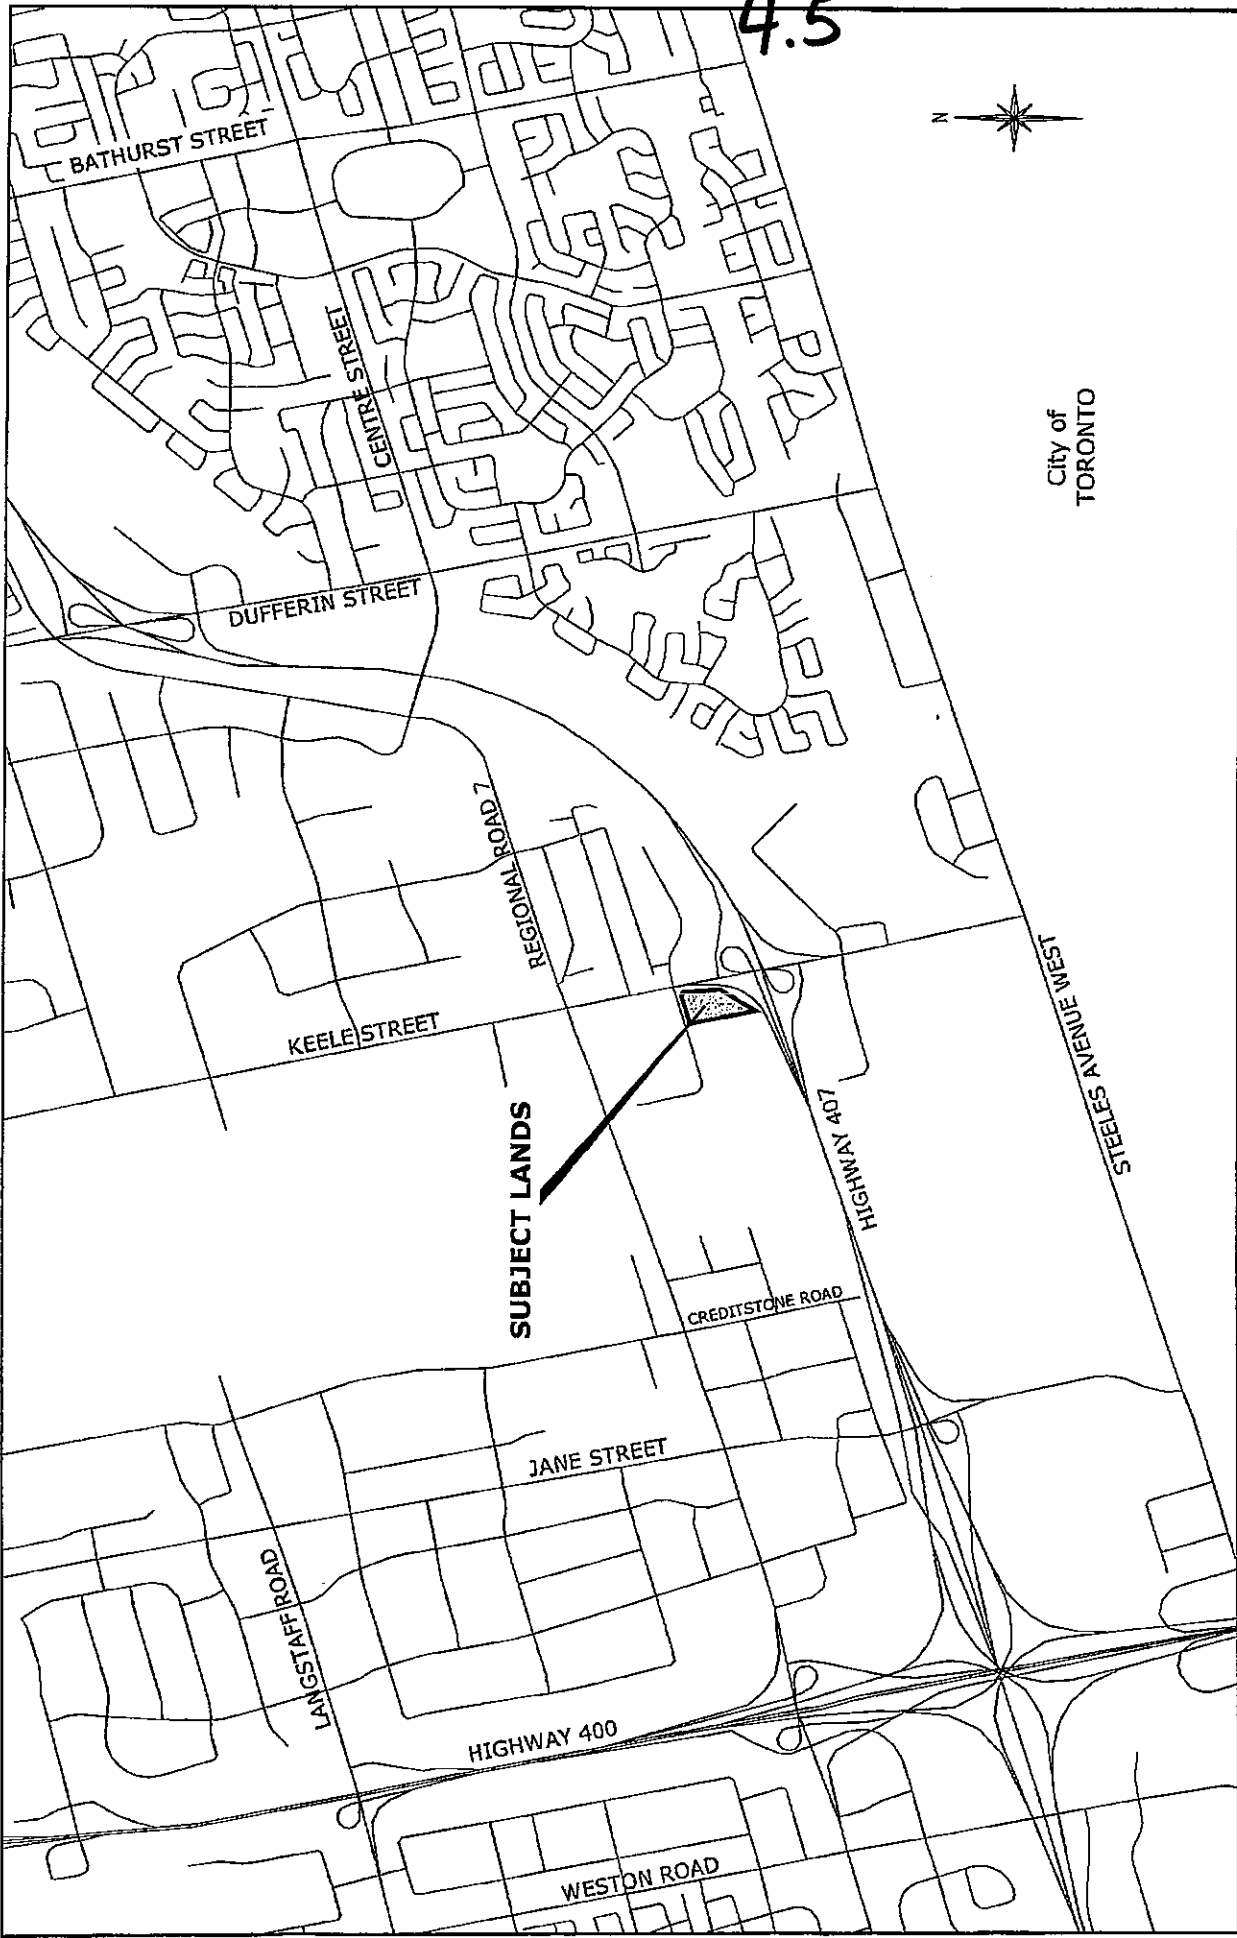 4.5
BATHURST STREET
N
CENTRE STREET
City of
TORONTO
DUFFERIN STREET
REGIONAL ROAD 7
KEELE STREET
STEELES AVENUE WEST
SUBJECT LANDS
HIGHWAY 407
CREDITSTONE ROAD
JANE STREET
LANGSTAFF ROAD
HIGHWAY 400
WESTON ROAD